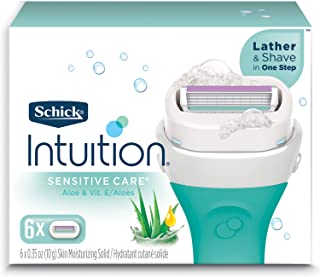 Lather
& Shave
in One Step
Schick®
Intuition®
SENSITIVE CARE®
Aloe & Vit. E/Aloès
6x
6 x 0.35 oz (10 g) Skin Moisturizing Solid / Hydratant cutané solide